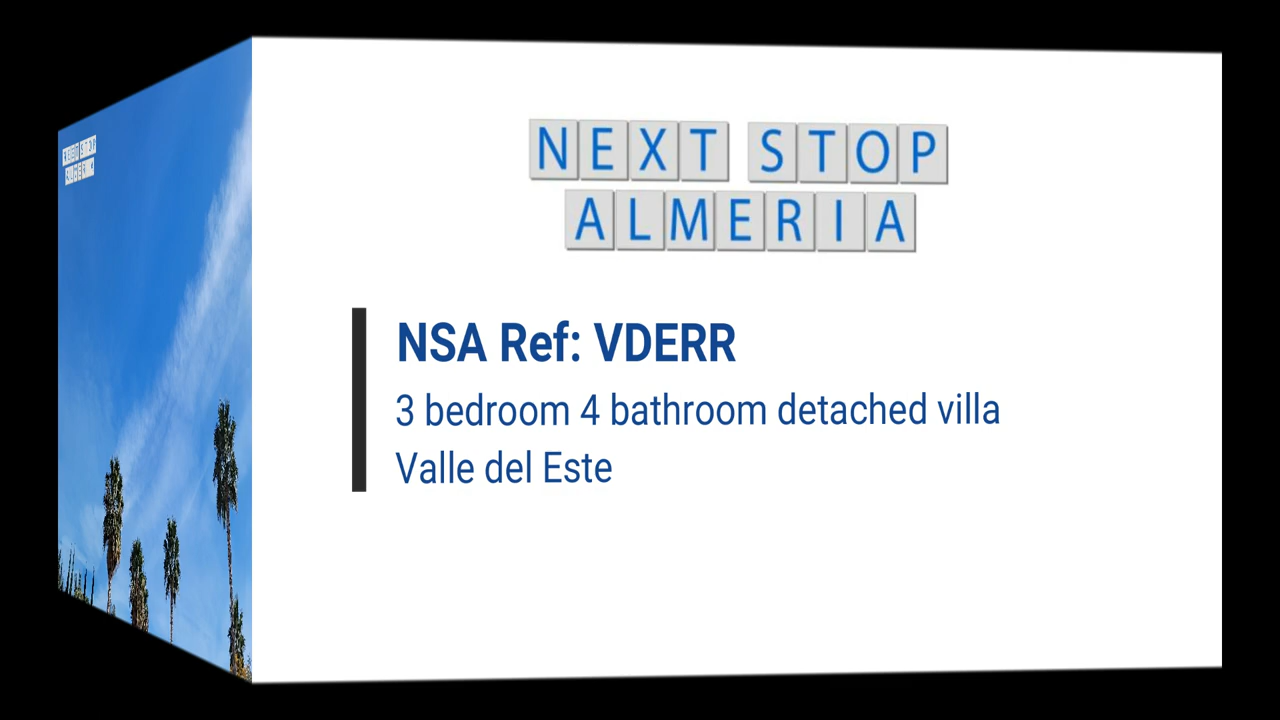 NEXT STOP
ALMERIA
NSA Ref: VDERR
3 bedroom 4 bathroom detached villa
Valle del Este